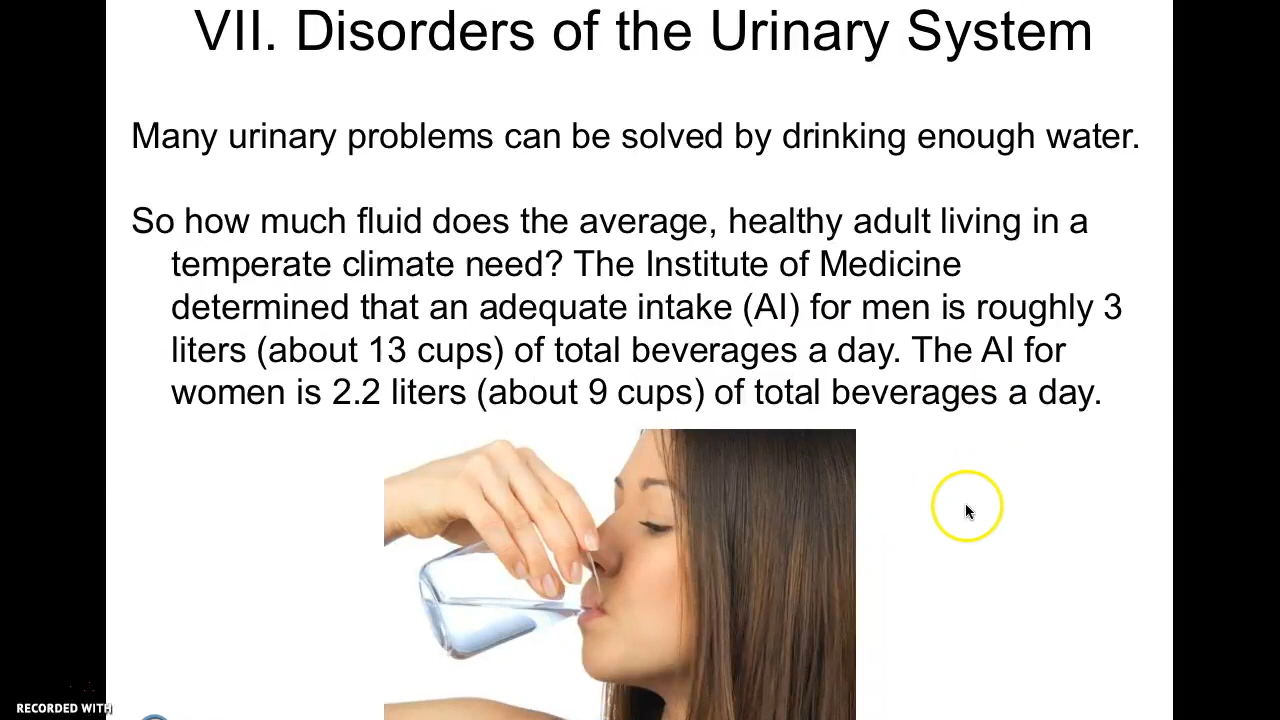 VII. Disorders of the Urinary System
Many urinary problems can be solved by drinking enough water.
So how much fluid does the average, healthy adult living in a
temperate climate need? The Institute of Medicine
determined that an adequate intake (AI) for men is roughly 3
liters (about 13 cups) of total beverages a day. The AI for
women is 2.2 liters (about 9 cups) of total beverages a day.
RECORDED WITH